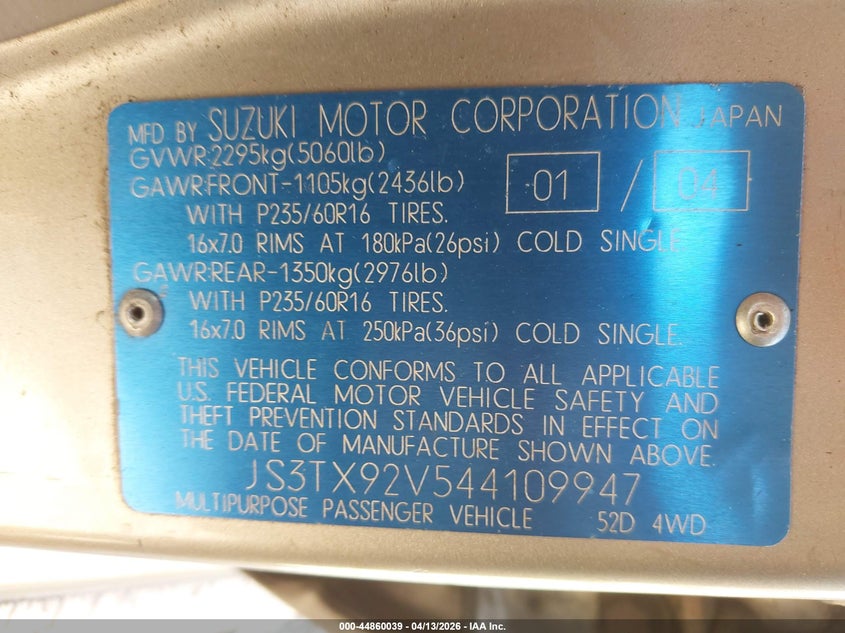 MFD BY SUZUKI MOTOR CORPORATION JAPAN
GVWR:2295kg(5060lb)
GAWR:FRONT-1105kg(2436lb) 01 / 04
WITH P235/60R16 TIRES.
16x7.0 RIMS AT 180kPa(26psi) COLD SINGLE.
GAWR:REAR-1350kg(2976lb)
WITH P235/60R16 TIRES.
16x7.0 RIMS AT 250kPa(36psi) COLD SINGLE.
THIS VEHICLE CONFORMS TO ALL APPLICABLE
U.S. FEDERAL MOTOR VEHICLE SAFETY AND
THEFT PREVENTION STANDARDS IN EFFECT ON
THE DATE OF MANUFACTURE SHOWN ABOVE.
JS3TX92V544109947
MULTIPURPOSE PASSENGER VEHICLE 52D 4WD
000-44860039 - 04/13/2026 - IAA Inc.